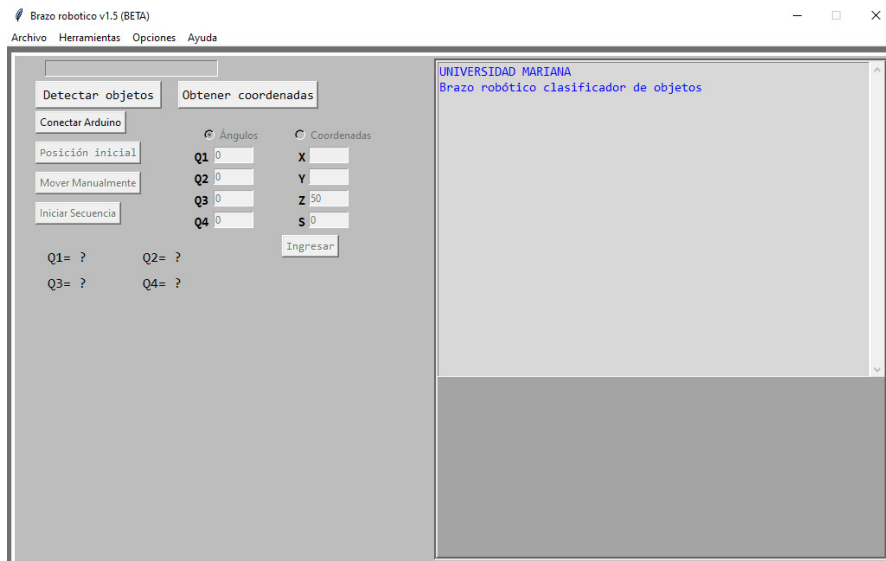 Brazo robotico v1.5 (BETA)
Archivo Herramientas Opciones Ayuda
Detectar objetos Obtener coordenadas
Conectar Arduino
Ángulos Coordenadas
Posición inicial
Q1 0 X
Mover Manualmente
Q2 0 Y
Q3 0 Z 50
Iniciar Secuencia
Q4 0 S 0
Ingresar
Q1= ? Q2= ?
Q3= ? Q4= ?
UNIVERSIDAD MARIANA
Brazo robótico clasificador de objetos